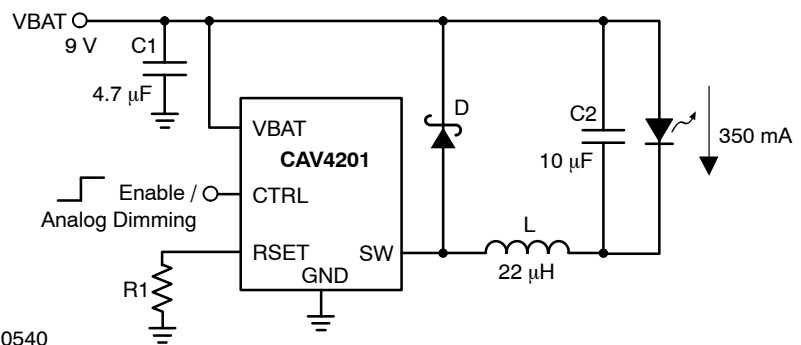 VBAT
9 V
C1
4.7 μF
VBAT
CAV4201
Enable /
CTRL
Analog Dimming
RSET
SW
GND
R1
D
C2
10 μF
350 mA
L
22 μH
0540